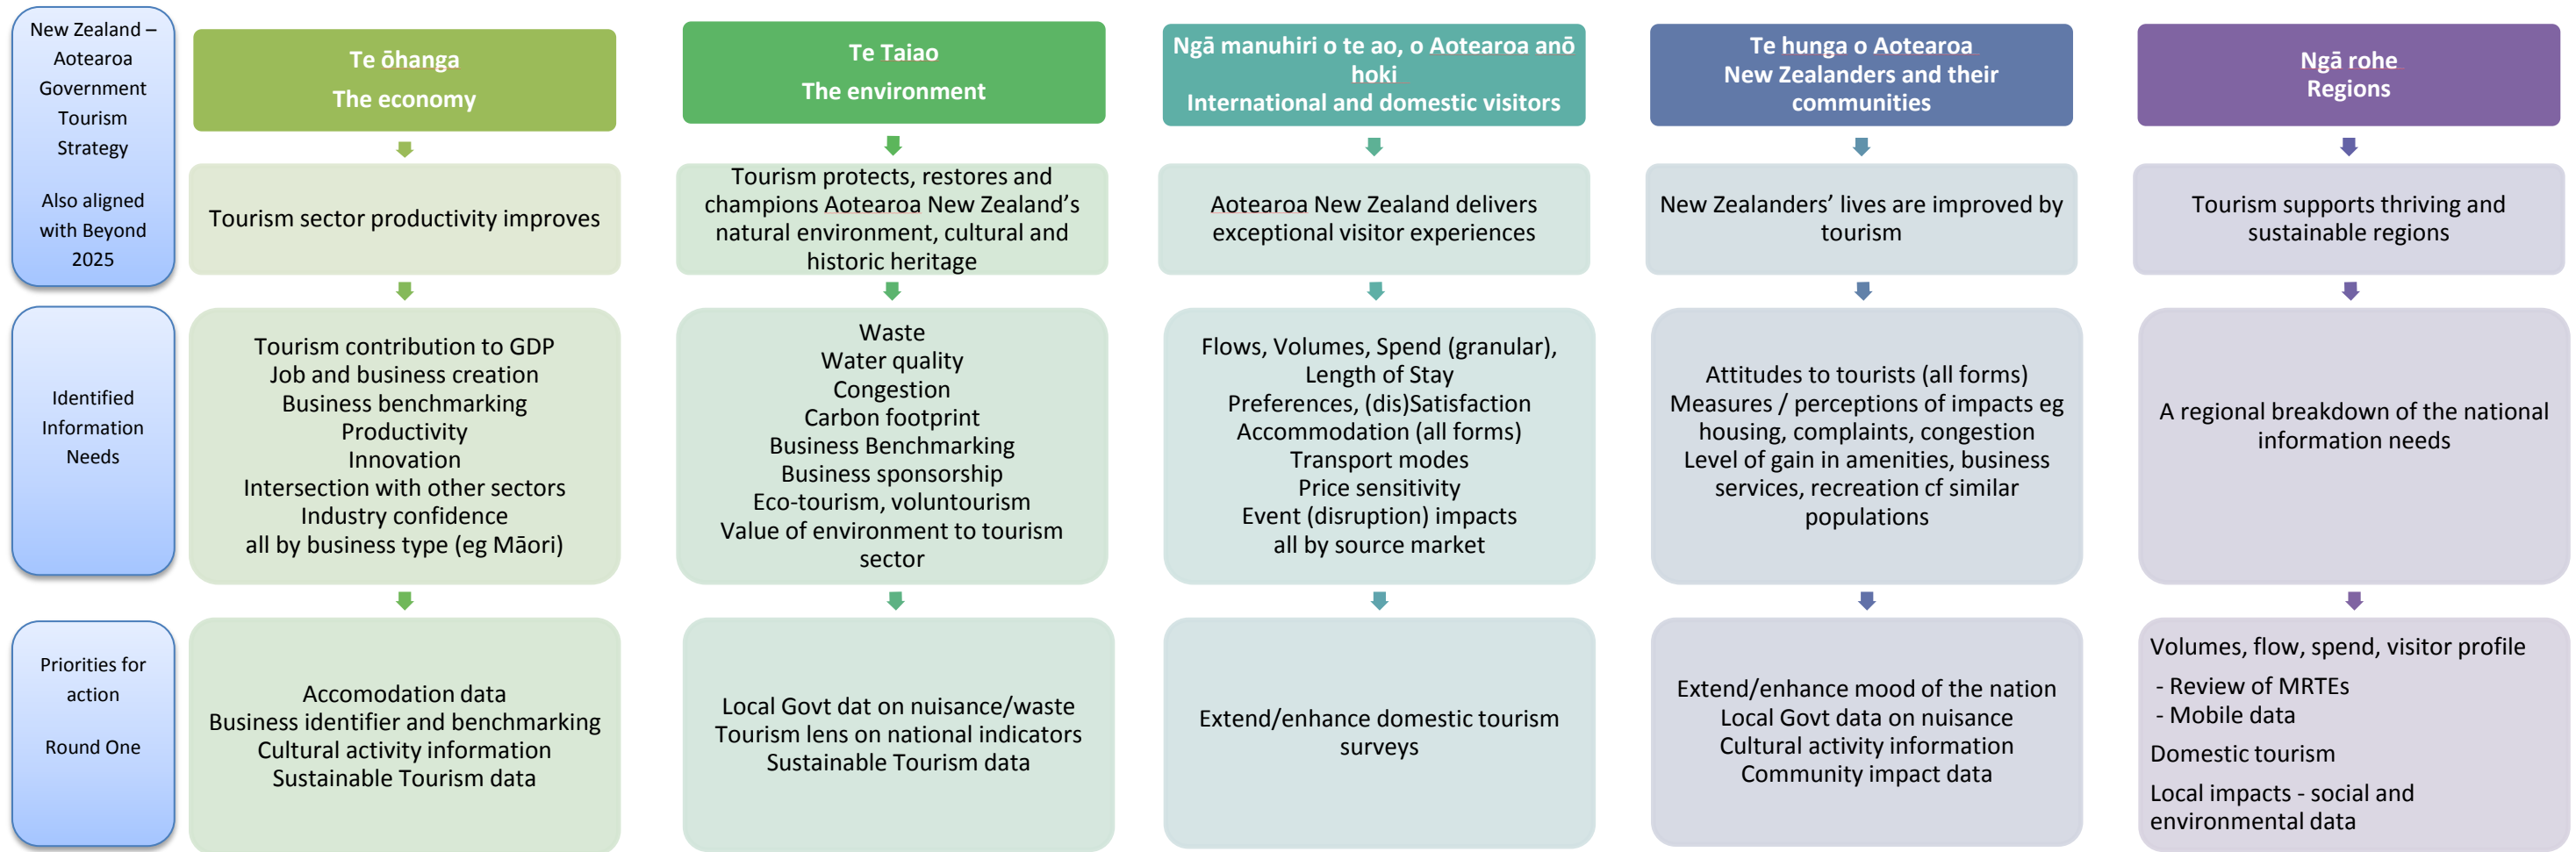 New Zealand –
Aotearoa
Government
Tourism
Strategy
Also aligned
with Beyond
2025
Te ōhanga
The economy
Te Taiao
The environment
Ngā manuhiri o te ao, o Aotearoa anō
hoki
International and domestic visitors
Te hunga o Aotearoa
New Zealanders and their
communities
Ngā rohe
Regions
Tourism sector productivity improves
Tourism protects, restores and
champions Aotearoa New Zealand’s
natural environment, cultural and
historic heritage
Aotearoa New Zealand delivers
exceptional visitor experiences
New Zealanders’ lives are improved by
tourism
Tourism supports thriving and
sustainable regions
Identified
Information
Needs
Tourism contribution to GDP
Job and business creation
Business benchmarking
Productivity
Innovation
Intersection with other sectors
Industry confidence
all by business type (eg Māori)
Waste
Water quality
Congestion
Carbon footprint
Business Benchmarking
Business sponsorship
Eco-tourism, voluntourism
Value of environment to tourism
sector
Flows, Volumes, Spend (granular),
Length of Stay
Preferences, (dis)Satisfaction
Accommodation (all forms)
Transport modes
Price sensitivity
Event (disruption) impacts
all by source market
Attitudes to tourists (all forms)
Measures / perceptions of impacts eg
housing, complaints, congestion
Level of gain in amenities, business
services, recreation cf similar
populations
A regional breakdown of the national
information needs
Priorities for
action
Round One
Accomodation data
Business identifier and benchmarking
Cultural activity information
Sustainable Tourism data
Local Govt dat on nuisance/waste
Tourism lens on national indicators
Sustainable Tourism data
Extend/enhance domestic tourism
surveys
Extend/enhance mood of the nation
Local Govt data on nuisance
Cultural activity information
Community impact data
Volumes, flow, spend, visitor profile
- Review of MRTEs
- Mobile data
Domestic tourism
Local impacts - social and
environmental data